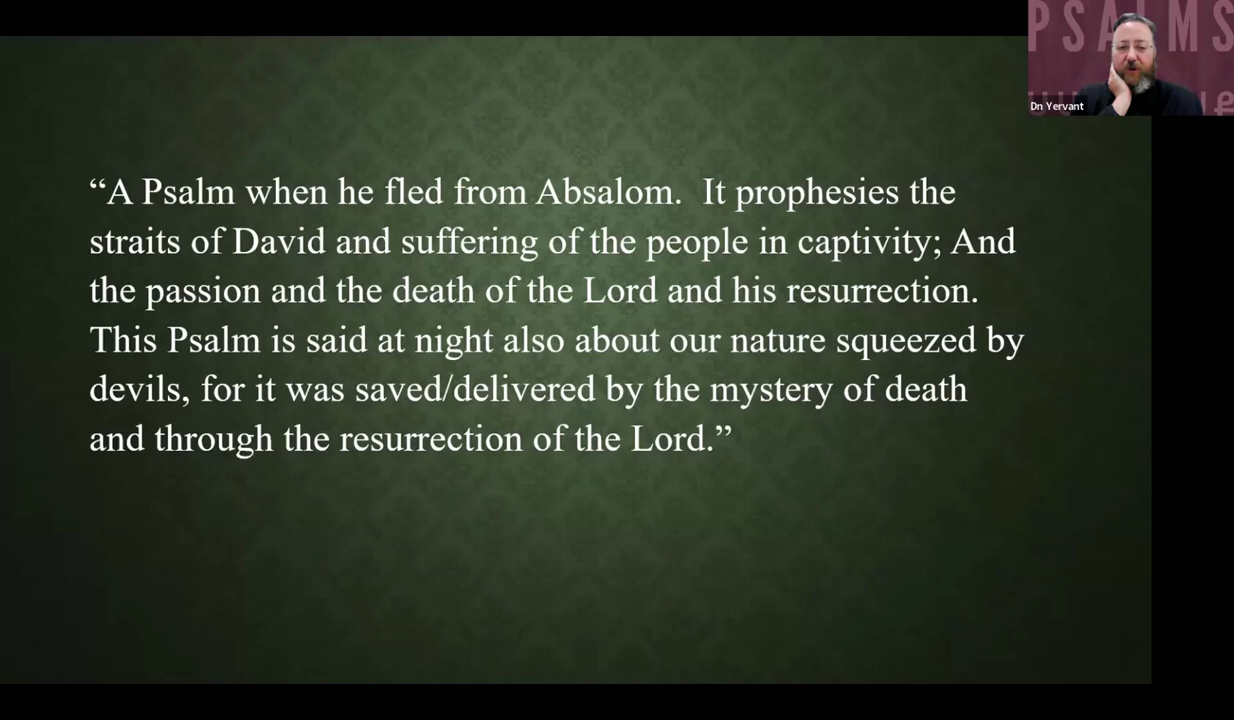 PSALMS
Dn Yervant
“A Psalm when he fled from Absalom.  It prophesies the
straits of David and suffering of the people in captivity; And
the passion and the death of the Lord and his resurrection.
This Psalm is said at night also about our nature squeezed by
devils, for it was saved/delivered by the mystery of death
and through the resurrection of the Lord.”